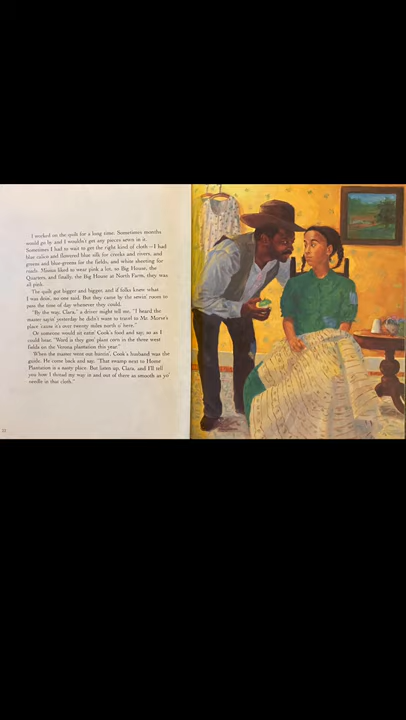 I worked on the quilt for a long time. Sometimes months
would go by and I wouldn't get any pieces sewn in it.
Sometimes I had to wait to get the right kind of cloth—I had
blue calico and flowered blue silk for creeks and rivers, and
greens and blue-greens for the fields, and white sheeting for
roads. Missus liked to wear pink a lot, so Big House, the
Quarters, and finally, the Big House at North Farm, they was
all pink.
The quilt got bigger and bigger, and if folks knew what
I was doin', no one said. But they came by the sewin' room to
pass the time of day whenever they could.
"By the way, Clara," a driver might tell me, "I heard the
master sayin' yesterday he didn't want to travel to Mr. Morse's
place 'cause it's over twenty miles north o' here."
Or someone would sit eatin' Cook's food and say, so as I
could hear, "Word is they gon' plant corn in the three west
fields on the Verona plantation this year."
When the master went out huntin', Cook's husband was the
guide. He come back and say, "That swamp next to Home
Plantation is a nasty place. But listen up, Clara, and I'll tell
you how I thread my way in and out of there as smooth as yo'
needle in that cloth."
22